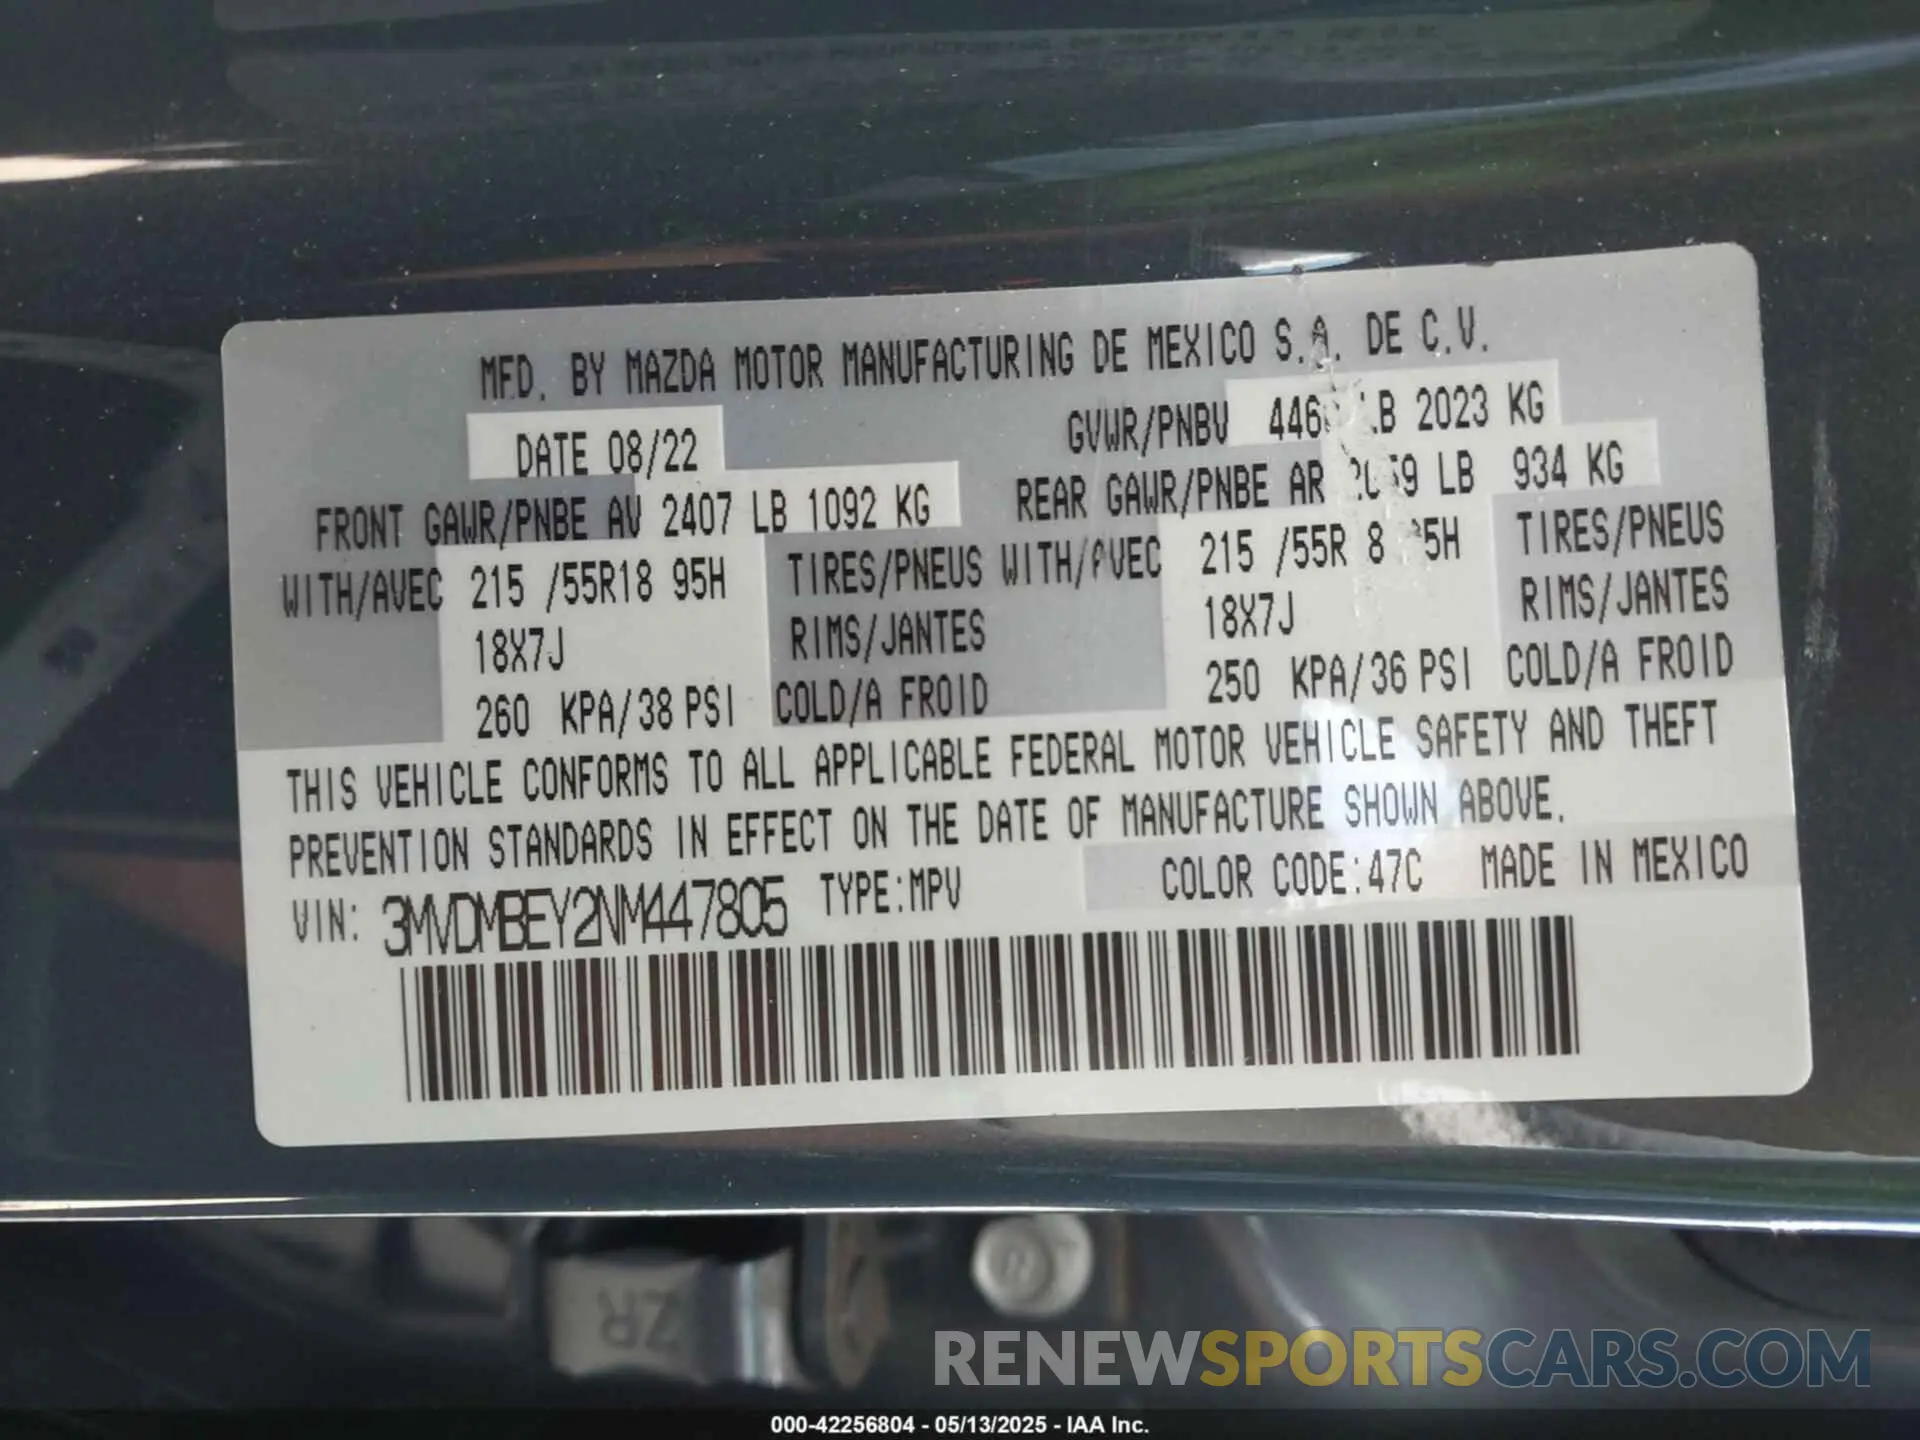 MFD. BY MAZDA MOTOR MANUFACTURING DE MEXICO S.A. DE C.V.
DATE 08/22 GVWR/PNBV LB 2023 KG
FRONT GAWR/PNBE AV 2407 LB 1092 KG REAR GAWR/PNBE AR LB 934 KG
WITH/AVEC 215 /55R18 95H TIRES/PNEUS WITH/AVEC 215 /55R TIRES/PNEUS
18X7J RIMS/JANTES 18X7J RIMS/JANTES
260 KPA/38 PSI COLD/A FROID 250 KPA/36 PSI COLD/A FROID
THIS VEHICLE CONFORMS TO ALL APPLICABLE FEDERAL MOTOR VEHICLE SAFETY AND THEFT
PREVENTION STANDARDS IN EFFECT ON THE DATE OF MANUFACTURE SHOWN ABOVE.
VIN: 3MVDMBEY2NM447805 TYPE:MPV COLOR CODE:47C MADE IN MEXICO
ZR
RENEWSPORTSCARS.COM
000-42256804 - 05/13/2025 - IAA Inc.